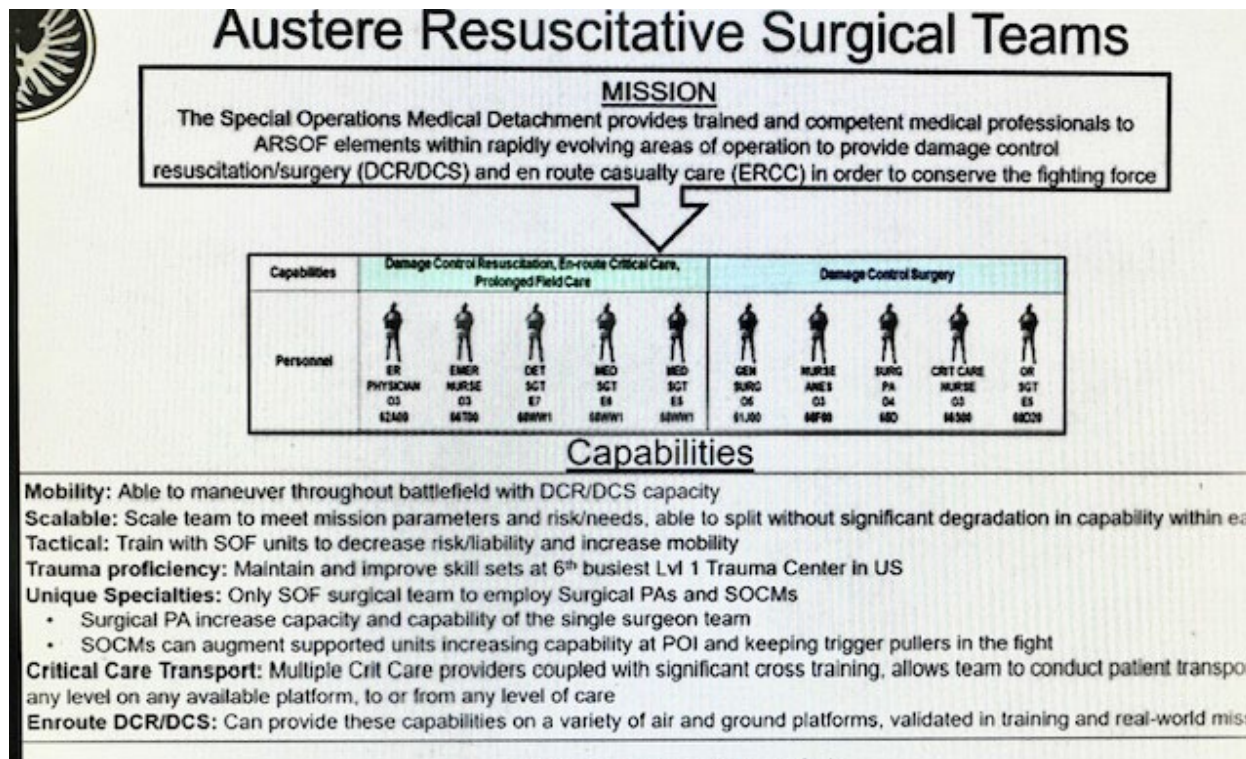 Austere Resuscitative Surgical Teams
MISSION
The Special Operations Medical Detachment provides trained and competent medical professionals to
ARSOF elements within rapidly evolving areas of operation to provide damage control
resuscitation/surgery (DCR/DCS) and en route casualty care (ERCC) in order to conserve the fighting force
Capabilities
Damage Control Resuscitation, En-route Critical Care,
Prolonged Field Care
Damage Control Surgery
Personnel
ER PHYSICIAN O3 62A00
EMER NURSE O3 66T00
DET SGT E7 68WW1
MED SGT E6 68WW1
MED SGT E5 68WW1
GEN SURG 61J00
NURSE ANES O3 66F00
SURG PA O4 65D
CRIT CARE NURSE O3 66S00
OR SGT E5 68D20
Capabilities
Mobility: Able to maneuver throughout battlefield with DCR/DCS capacity
Scalable: Scale team to meet mission parameters and risk/needs, able to split without significant degradation in capability within ea
Tactical: Train with SOF units to decrease risk/liability and increase mobility
Trauma proficiency: Maintain and improve skill sets at 6th busiest Lvl 1 Trauma Center in US
Unique Specialties: Only SOF surgical team to employ Surgical PAs and SOCMs
• Surgical PA increase capacity and capability of the single surgeon team
• SOCMs can augment supported units increasing capability at POI and keeping trigger pullers in the fight
Critical Care Transport: Multiple Crit Care providers coupled with significant cross training, allows team to conduct patient transpo
any level on any available platform, to or from any level of care
Enroute DCR/DCS: Can provide these capabilities on a variety of air and ground platforms, validated in training and real-world mis